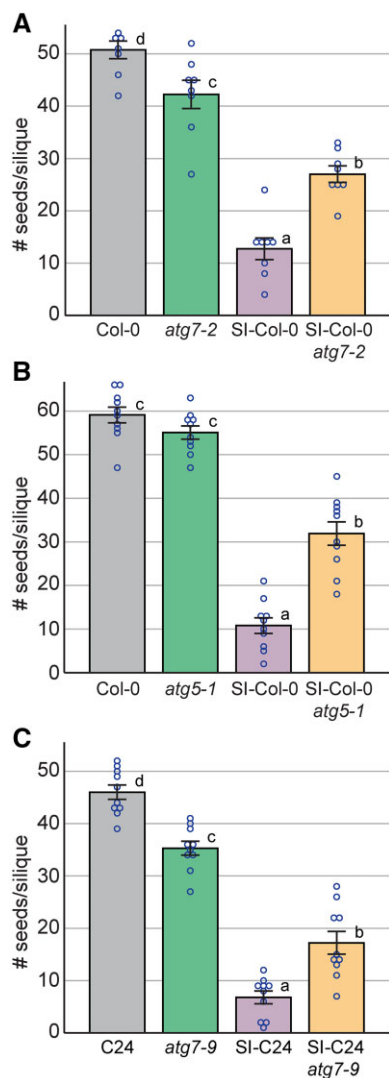 A
# seeds/silique
50
40
30
20
10
0
d
c
a
b
Col-0
atg7-2
SI-Col-0
SI-Col-0
atg7-2
B
# seeds/silique
60
50
40
30
20
10
0
c
c
a
b
Col-0
atg5-1
SI-Col-0
SI-Col-0
atg5-1
C
# seeds/silique
50
40
30
20
10
0
d
c
a
b
C24
atg7-9
SI-C24
SI-C24
atg7-9